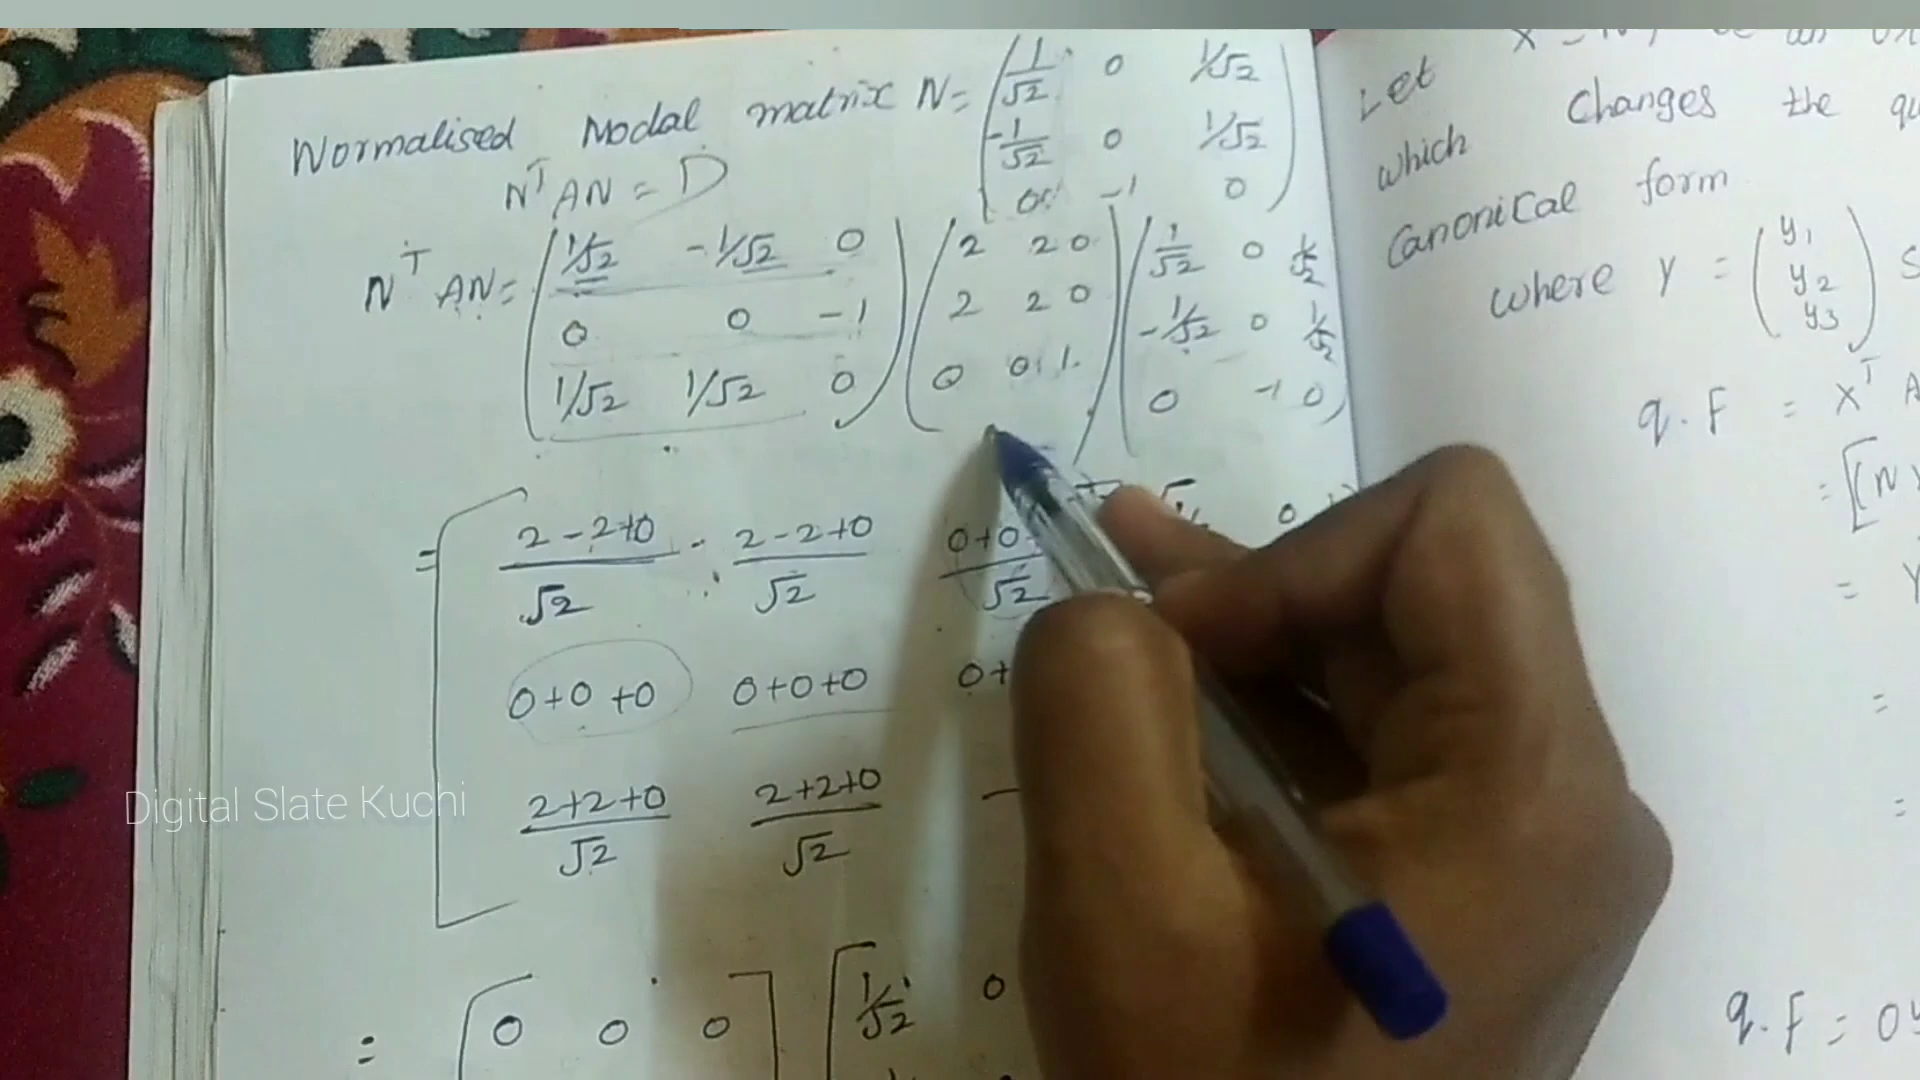 Normalised Modal matrix N = ( 1/√2 0 1/√2
-1/√2 0 1/√2
0 -1 0 )
N^T AN = D
N^T AN = ( 1/√2 -1/√2 0 ) ( 2 2 0 ) ( 1/√2 0 1/√2
0 0 -1 2 2 0 -1/√2 0 1/√2
1/√2 1/√2 0 0 0 1 0 -1 0 )
= [ 2-2+0/√2 2-2+0/√2 0+0
√2
0+0+0 0+0+0 0+
2+2+0/√2 2+2+0/√2
= [ 0 0 0 ] [ 1/√2 0
Let
which changes the
canonical form
where Y = ( y1
y2
y3 )
q.F = X^T A
= [(N
= Y
=
=
q.F = 0y
Digital Slate Kuchi